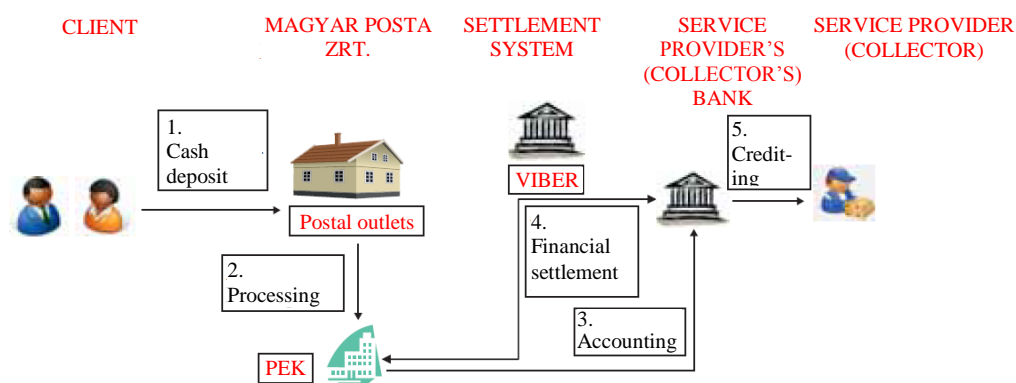 CLIENT
MAGYAR POSTA
ZRT.
SETTLEMENT
SYSTEM
SERVICE
PROVIDER'S
(COLLECTOR'S)
BANK
SERVICE PROVIDER
(COLLECTOR)
1.
Cash
deposit
Postal outlets
2.
Processing
PEK
VIBER
4.
Financial
settlement
3.
Accounting
5.
Credit-
ing